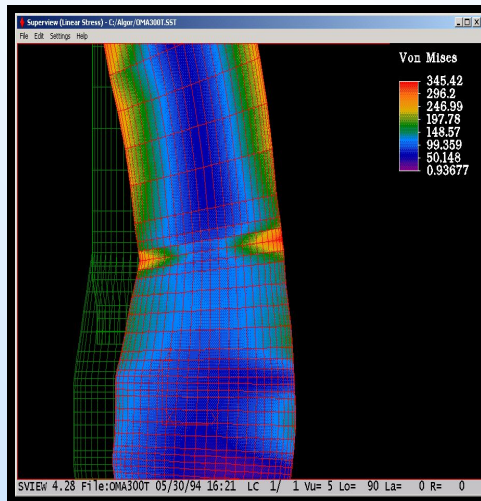 Superview (Linear Stress) - C:/Algor/OMA300T.SST
File Edit Settings Help
Von Mises
345.42
296.2
246.99
197.78
148.57
99.359
50.148
0.93677
SVIEW 4.28 File:OMA300T 05/30/94 16:21 LC 1/ 1 Vu= 5 Lo= 90 La= 0 R= 0